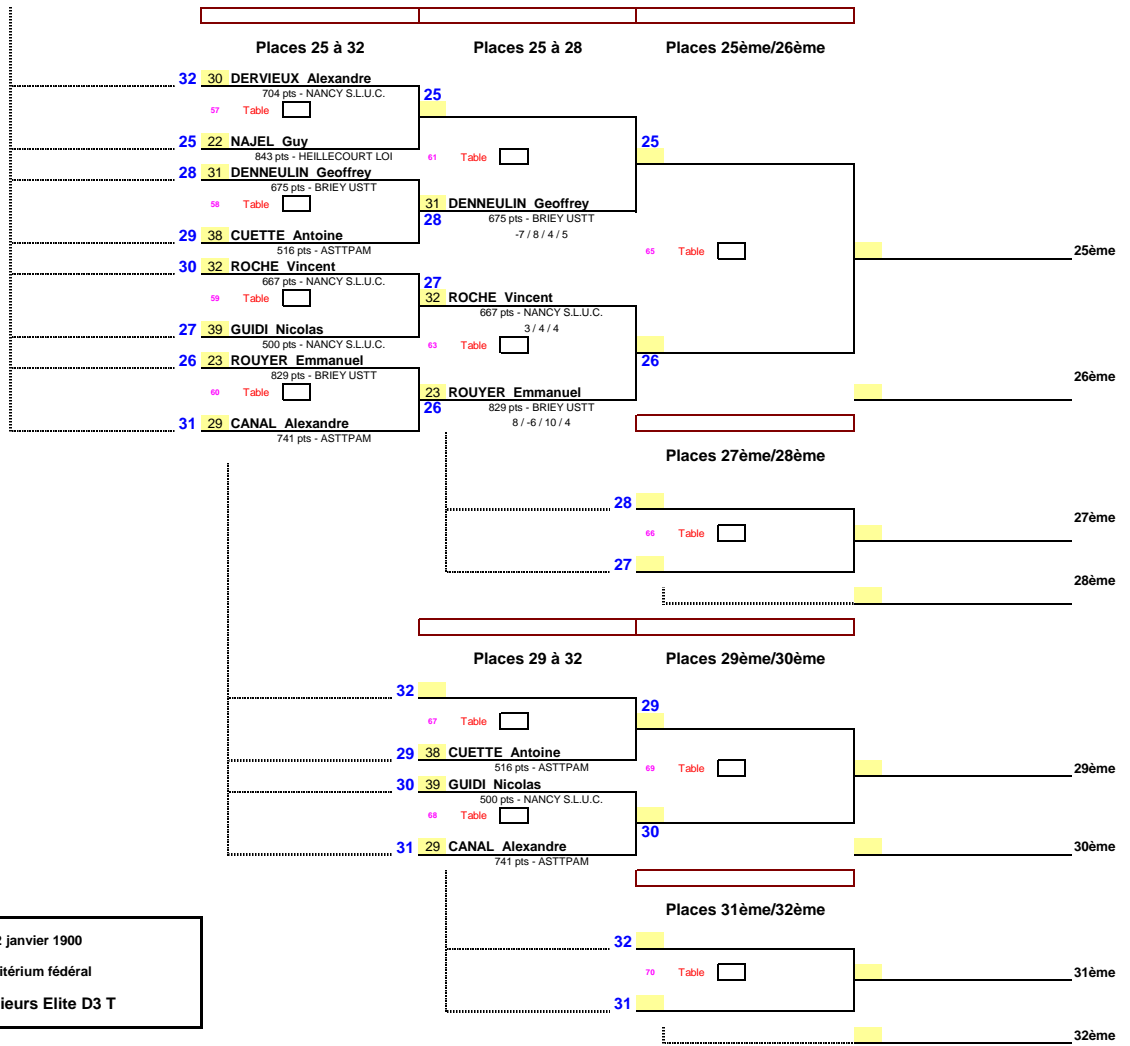 Places 25 à 32 Places 25 à 28 Places 25ème/26ème
32 30 DERVIEUX Alexandre
704 pts - NANCY S.L.U.C.
25
57 Table
25 22 NAJEL Guy
25
843 pts - HEILLECOURT LOI
61 Table
28 31 DENNEULIN Geoffrey
675 pts - BRIEY USTT
58 Table
31 DENNEULIN Geoffrey
28
675 pts - BRIEY USTT
-7 / 8 / 4 / 5
29 38 CUETTE Antoine
516 pts - ASTTPAM
65 Table
25ème
30 32 ROCHE Vincent
667 pts - NANCY S.L.U.C.
27
59 Table
32 ROCHE Vincent
667 pts - NANCY S.L.U.C.
3 / 4 / 4
27 39 GUIDI Nicolas
500 pts - NANCY S.L.U.C.
63 Table
26 23 ROUYER Emmanuel
26
829 pts - BRIEY USTT
26ème
60 Table
23 ROUYER Emmanuel
26
829 pts - BRIEY USTT
8 / -6 / 10 / 4
31 29 CANAL Alexandre
741 pts - ASTTPAM
Places 27ème/28ème
28
27ème
66 Table
27
28ème
Places 29 à 32 Places 29ème/30ème
32
29
67 Table
29 38 CUETTE Antoine
516 pts - ASTTPAM
69 Table
29ème
30 39 GUIDI Nicolas
500 pts - NANCY S.L.U.C.
68 Table
30
31 29 CANAL Alexandre
30ème
741 pts - ASTTPAM
Places 31ème/32ème
32
70 Table
31ème
31
32ème
janvier 1900
itérium fédéral
ieurs Elite D3 T